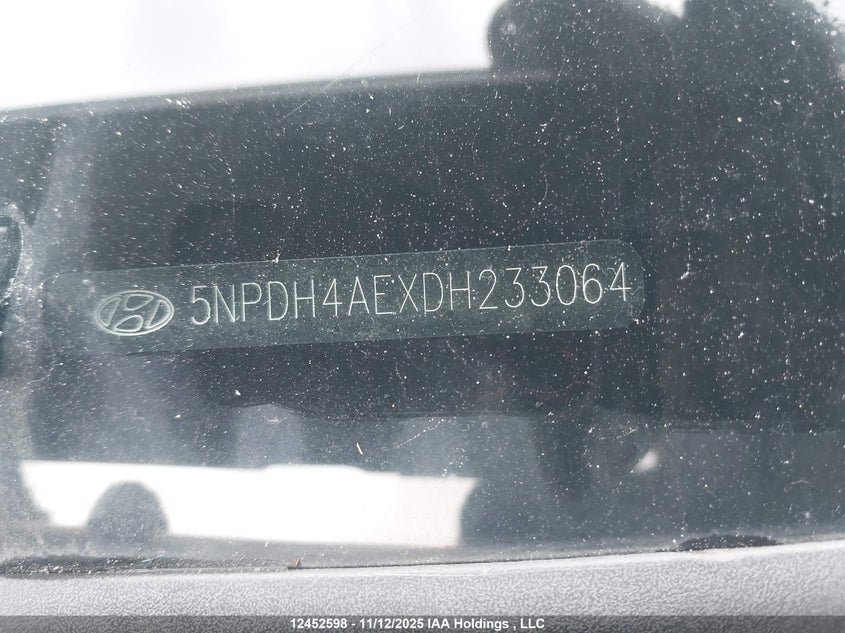 5NPDH4AEXDH233064
12452598 - 11/12/2025 IAA Holdings , LLC